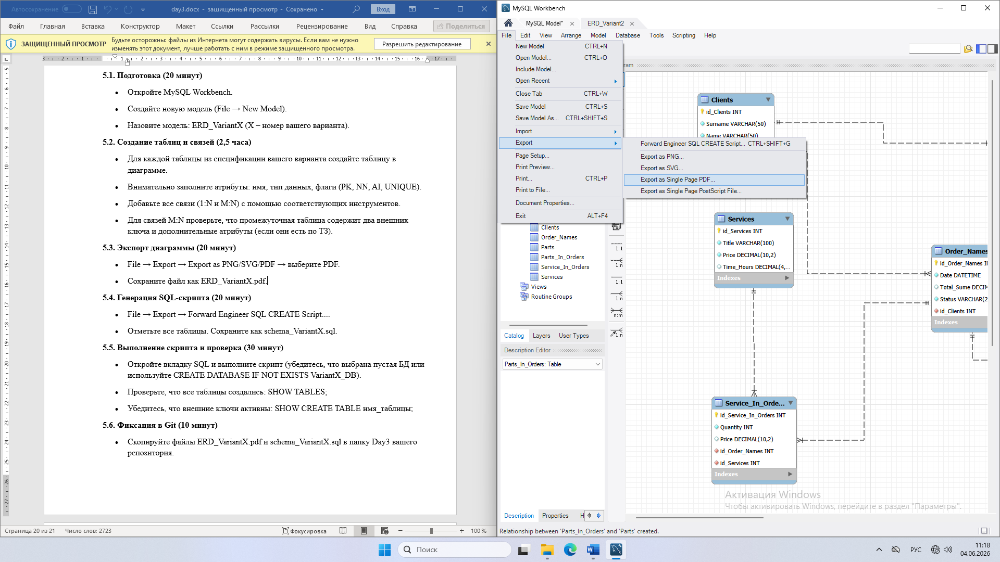 Автосохранение
day3.docx - защищенный просмотр - Сохранено
Вход
Файл Главная Вставка Конструктор Макет Ссылки Рассылки Рецензирование Вид Справка Поделиться
ЗАЩИЩЕННЫЙ ПРОСМОТР
Будьте осторожны: файлы из Интернета могут содержать вирусы. Если вам не нужно
изменять этот документ, лучше работать с ним в режиме защищенного просмотра.
Разрешить редактирование
5.1. Подготовка (20 минут)
• Откройте MySQL Workbench.
• Создайте новую модель (File → New Model).
• Назовите модель: ERD_VariantX (X – номер вашего варианта).
5.2. Создание таблиц и связей (2,5 часа)
• Для каждой таблицы из спецификации вашего варианта создайте таблицу в
диаграмме.
• Внимательно заполните атрибуты: имя, тип данных, флаги (PK, NN, AI, UNIQUE).
• Добавьте все связи (1:N и M:N) с помощью соответствующих инструментов.
• Для связей M:N проверьте, что промежуточная таблица содержит два внешних
ключа и дополнительные атрибуты (если они есть по ТЗ).
5.3. Экспорт диаграммы (20 минут)
• File → Export → Export as PNG/SVG/PDF → выберите PDF.
• Сохраните файл как ERD_VariantX.pdf.
5.4. Генерация SQL-скрипта (20 минут)
• File → Export → Forward Engineer SQL CREATE Script....
• Отметьте все таблицы. Сохраните как schema_VariantX.sql.
5.5. Выполнение скрипта и проверка (30 минут)
• Откройте вкладку SQL и выполните скрипт (убедитесь, что выбрана пустая БД или
используйте CREATE DATABASE IF NOT EXISTS VariantX_DB).
• Проверьте, что все таблицы создались: SHOW TABLES;
• Убедитесь, что внешние ключи активны: SHOW CREATE TABLE имя_таблицы;
5.6. Фиксация в Git (10 минут)
• Скопируйте файлы ERD_VariantX.pdf и schema_VariantX.sql в папку Day3 вашего
репозитория.
Страница 20 из 21 Число слов: 2723
Фокусировка
100 %
MySQL Workbench
MySQL Model*
ERD_Variant2
File Edit View Arrange Model Database Tools Scripting Help
New Model CTRL+N
Open Model... CTRL+O
Include Model...
Open Recent
Close Tab CTRL+W
Save Model CTRL+S
Save Model As... CTRL+SHIFT+S
Import
Export
Page Setup...
Print Preview...
Print... CTRL+P
Print to File...
Document Properties...
Exit ALT+F4
Forward Engineer SQL CREATE Script... CTRL+SHIFT+G
Export as PNG...
Export as SVG...
Export as Single Page PDF...
Export as Single Page PostScript File...
ram
Clients
Order_Names
Parts
Parts_In_Orders
Service_In_Orders
Services
Views
Routine Groups
1:1
1:n
1:1
1:n
n:m
1:n
Catalog Layers User Types
Description Editor
Parts_In_Orders: Table
Description Properties H
Relationship between 'Parts_In_Orders' and 'Parts' created.
Clients
id_Clients INT
Surname VARCHAR(50)
Name VARCHAR(50)
Services
id_Services INT
Title VARCHAR(100)
Price DECIMAL(10,2)
Time_Hours DECIMAL(4,...
Indexes
Order_Names
id_Order_Names I
Date DATETIME
Total_Sume DECIM
Status VARCHAR(2
id_Clients INT
Indexes
Service_In_Orde...
id_Service_In_Orders INT
Quantity INT
Price DECIMAL(10,2)
id_Order_Names INT
id_Services INT
Indexes
Активация Windows
Чтобы активировать Windows, перейдите в раздел "Параметры".
Поиск
РУС
11:18
04.06.2026